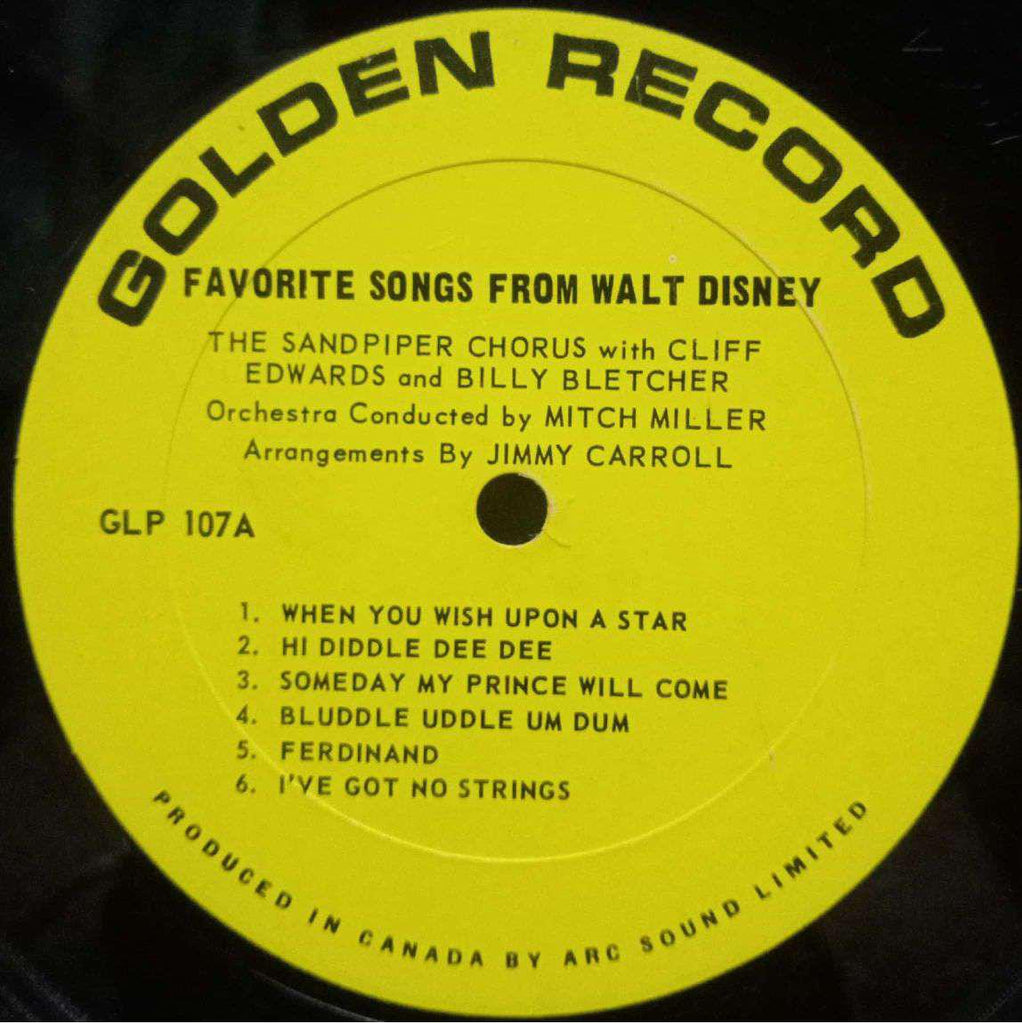 GOLDEN RECORD
FAVORITE SONGS FROM WALT DISNEY
THE SANDPIPER CHORUS with CLIFF
EDWARDS and BILLY BLETCHER
Orchestra Conducted by MITCH MILLER
Arrangements By JIMMY CARROLL
GLP 107A
1. WHEN YOU WISH UPON A STAR
2. HI DIDDLE DEE DEE
3. SOMEDAY MY PRINCE WILL COME
4. BLUDDLE UDDLE UM DUM
5. FERDINAND
6. I'VE GOT NO STRINGS
PRODUCED IN CANADA BY ARC SOUND LIMITED